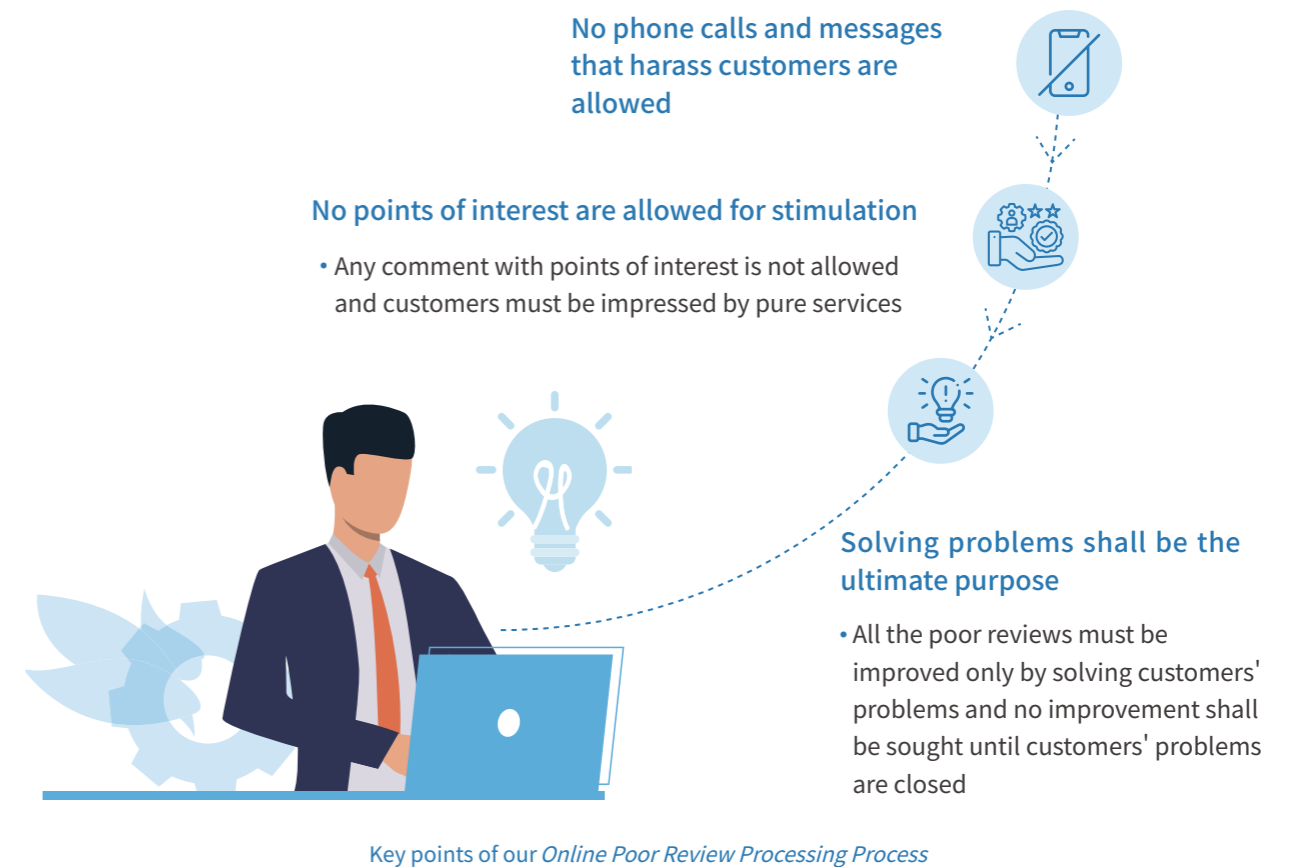 No phone calls and messages
that harass customers are
allowed
No points of interest are allowed for stimulation
• Any comment with points of interest is not allowed
and customers must be impressed by pure services
Solving problems shall be the
ultimate purpose
• All the poor reviews must be
improved only by solving customers'
problems and no improvement shall
be sought until customers' problems
are closed
Key points of our Online Poor Review Processing Process